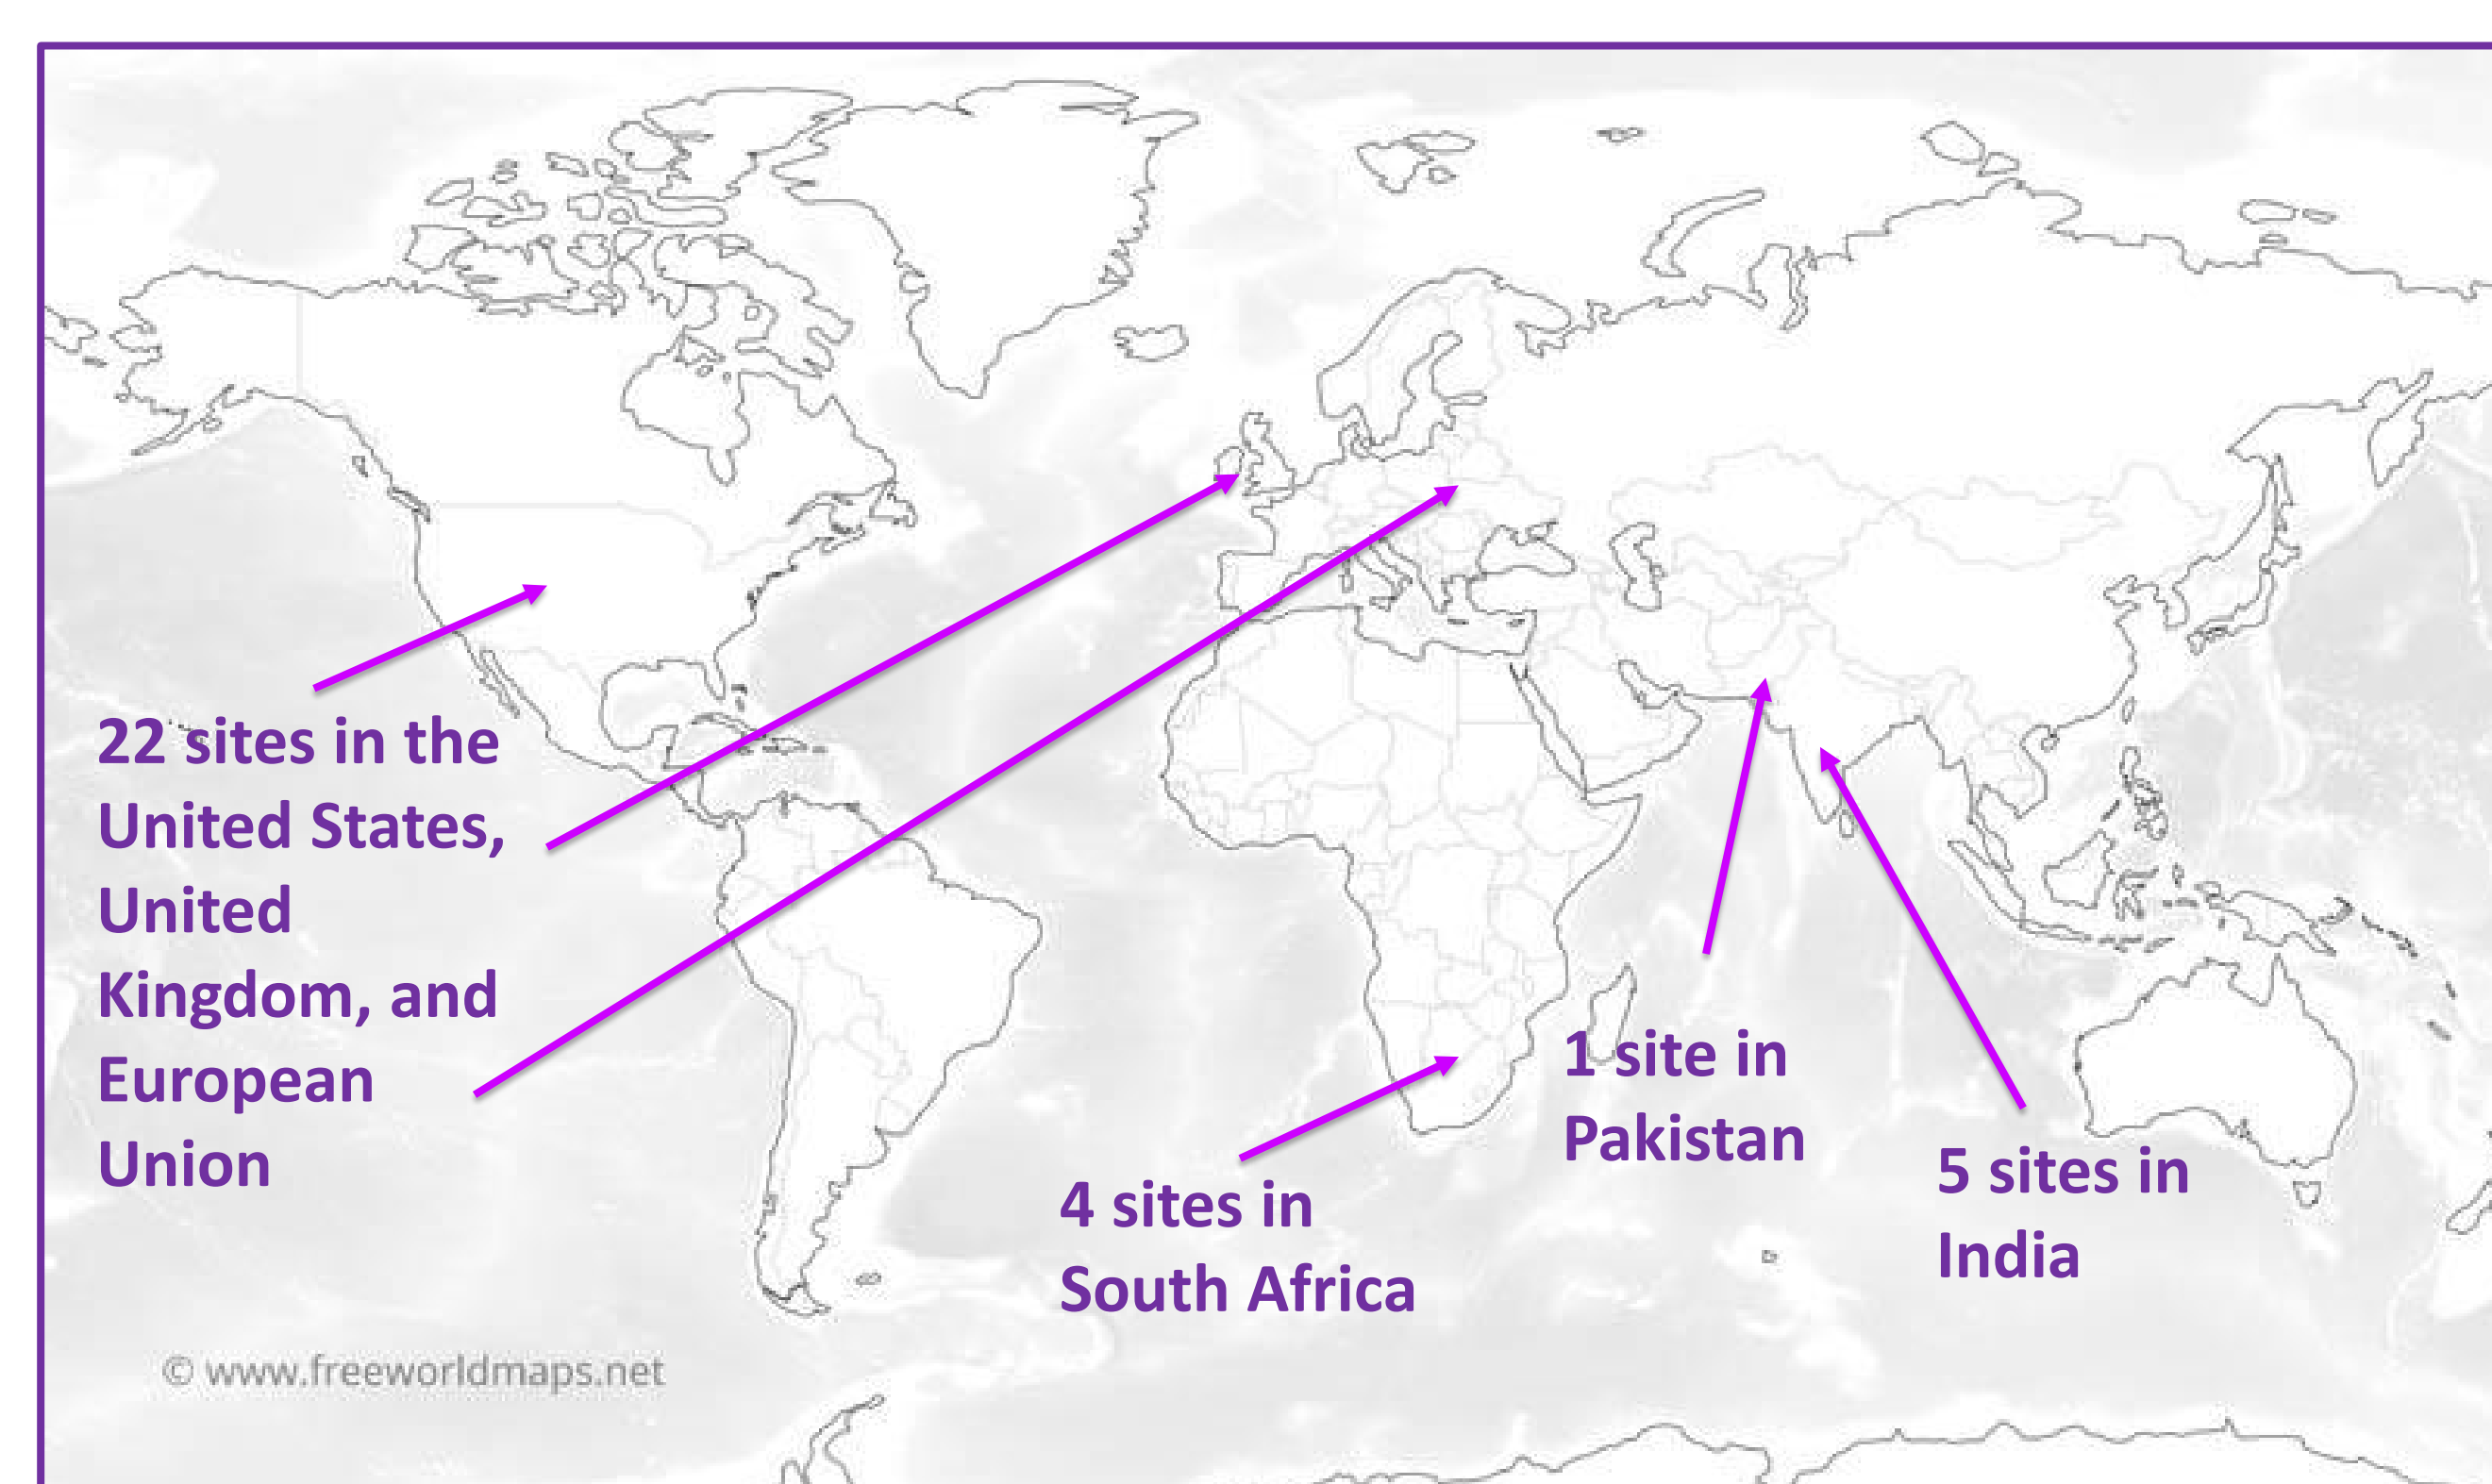 22 sites in the
United States,
United
Kingdom, and
European
Union
4 sites in
South Africa
1 site in
Pakistan
5 sites in
India
© www.freeworldmaps.net